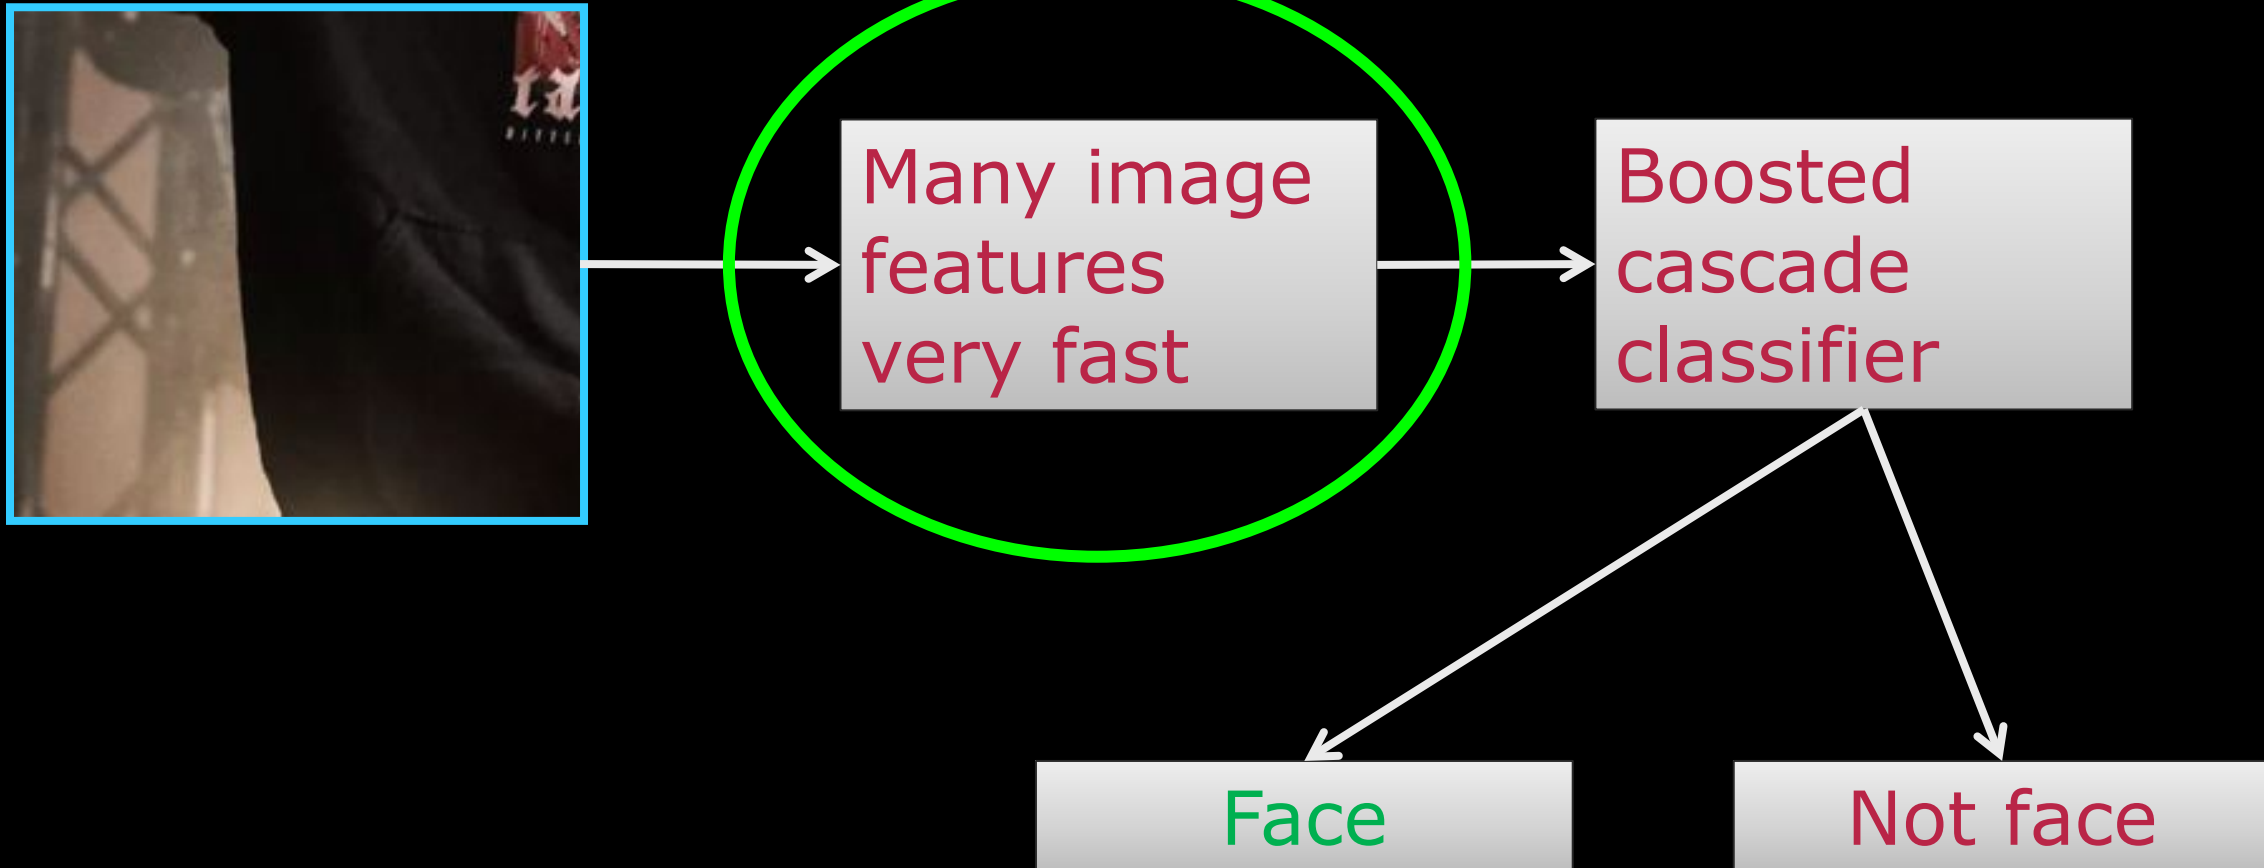 Many image
features
very fast
Boosted
cascade
classifier
Face
Not face